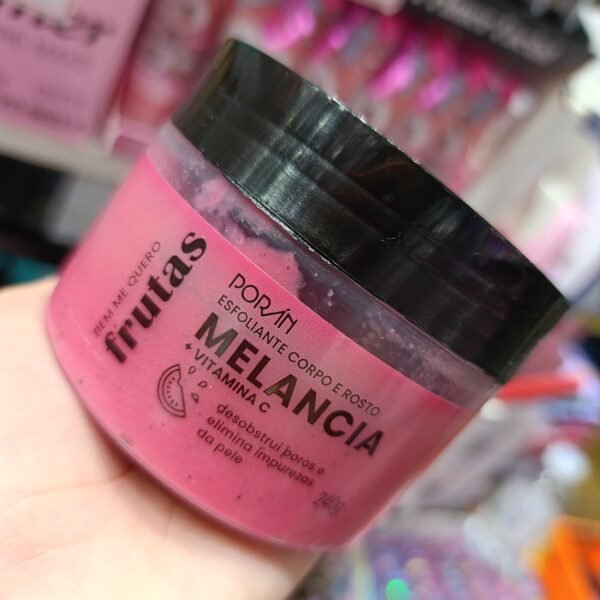 BEM ME QUERO
frutas
PORÁN
ESFOLIANTE CORPO E ROSTO
MELANCIA
+ VITAMINA C
desobstrui poros e
elimina impurezas
da pele
240g